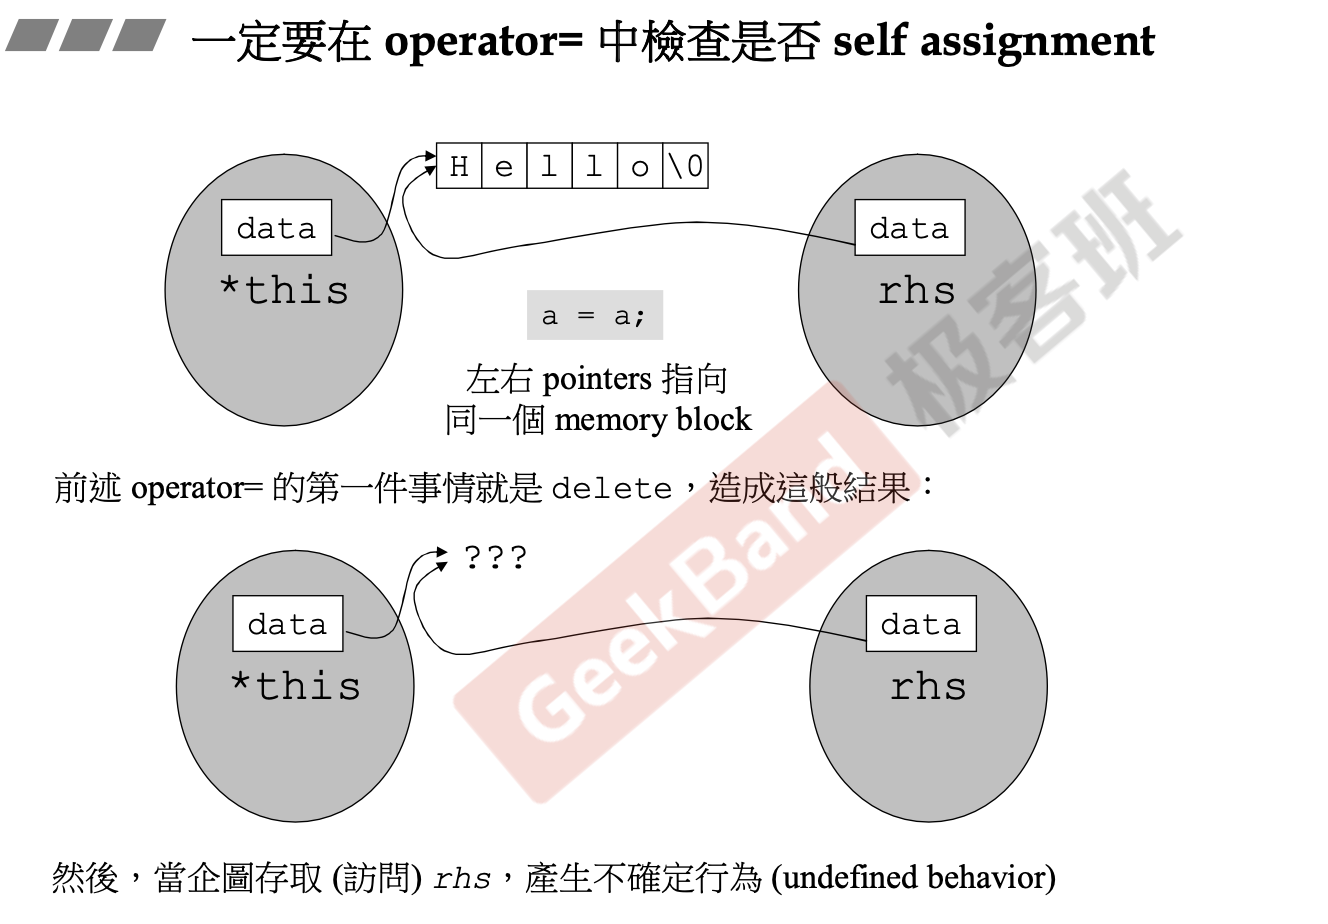 一定要在 operator= 中檢查是否 self assignment
H e l l o \0
data
data
*this
rhs
a = a;
左右 pointers 指向
同一個 memory block
前述 operator= 的第一件事情就是 delete，造成這般結果：
???
data
data
*this
rhs
然後，當企圖存取 (訪問) rhs，產生不確定行為 (undefined behavior)
GeekBand 极客班